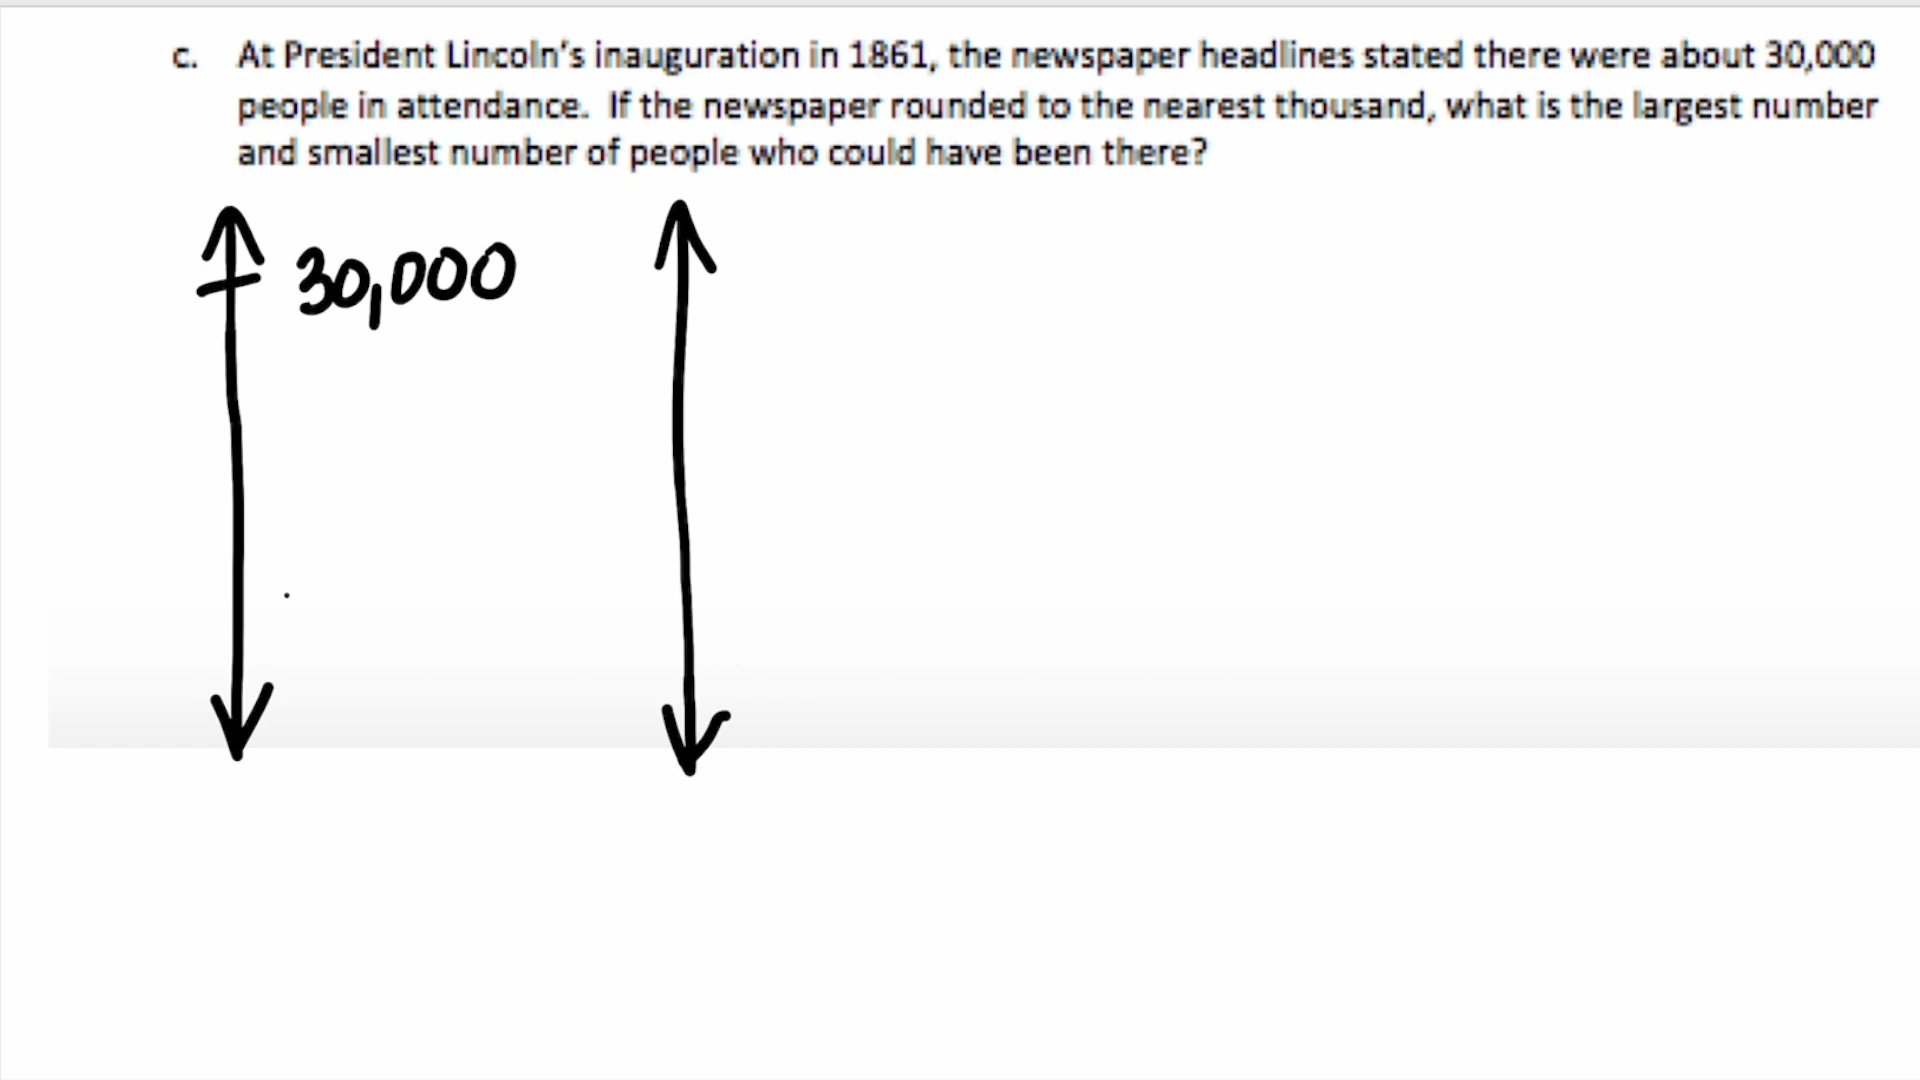 c. At President Lincoln's inauguration in 1861, the newspaper headlines stated there were about 30,000
people in attendance. If the newspaper rounded to the nearest thousand, what is the largest number
and smallest number of people who could have been there?
30,000